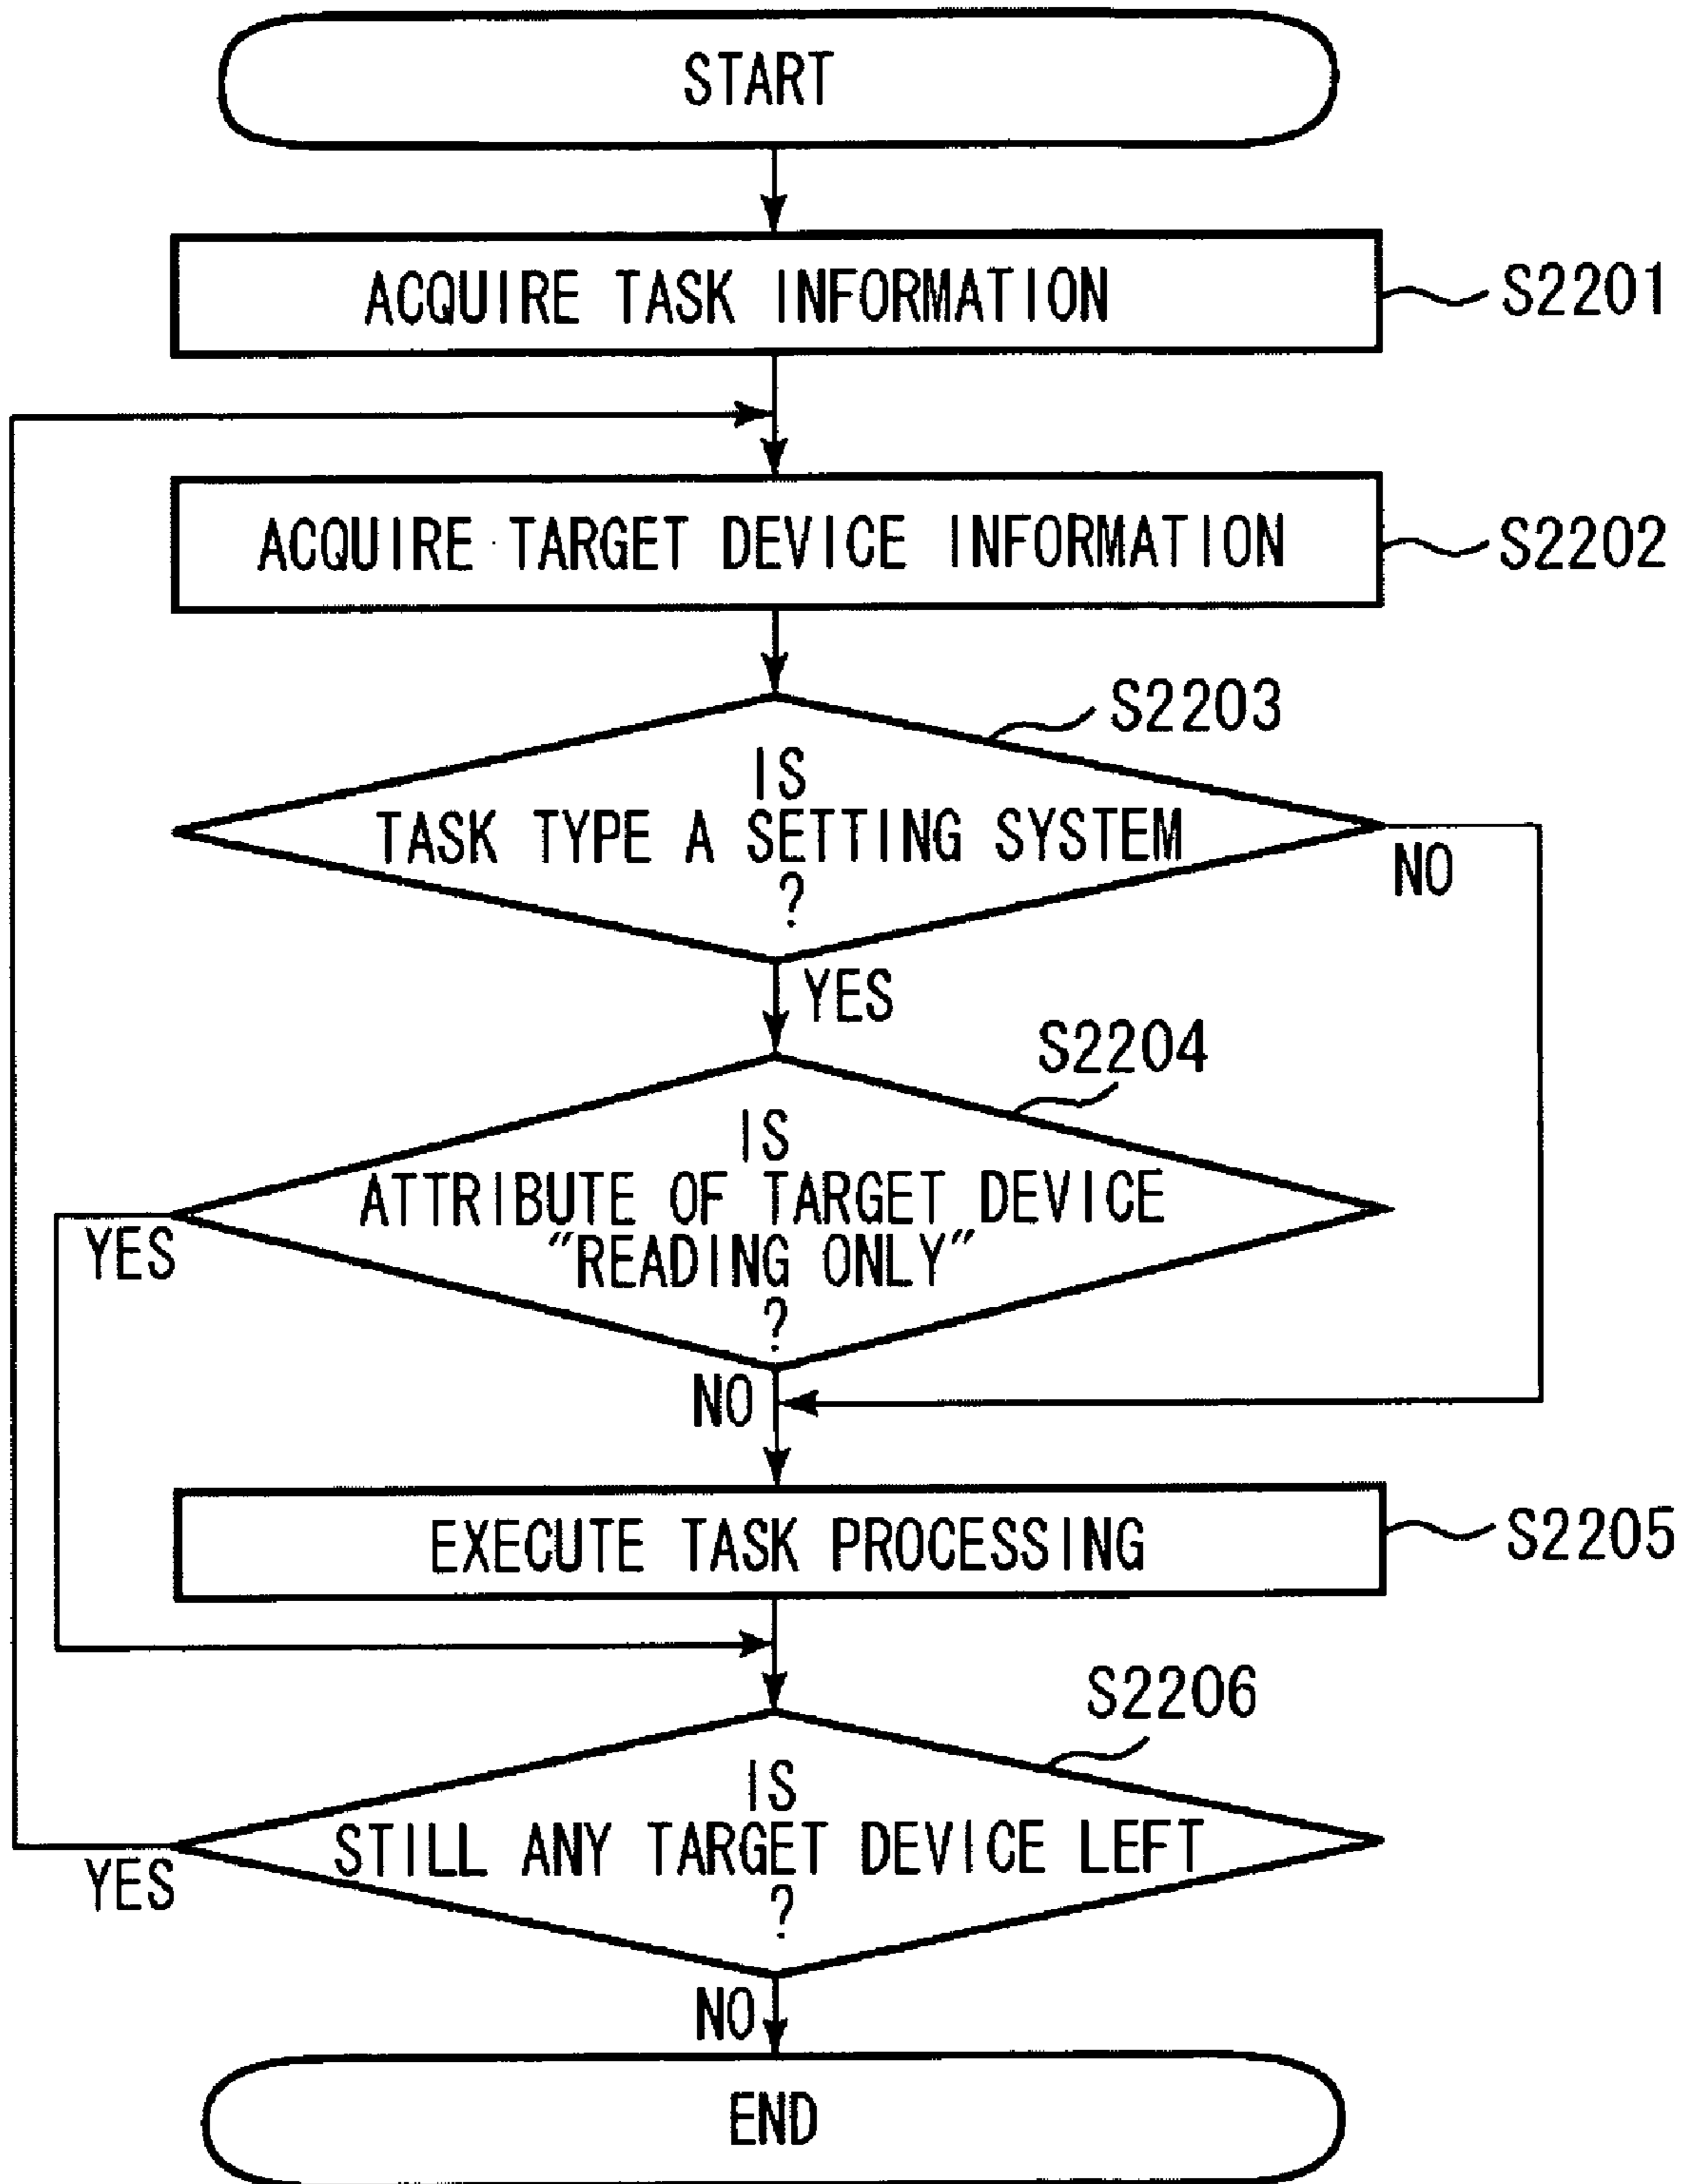 START
ACQUIRE TASK INFORMATION
S2201
ACQUIRE TARGET DEVICE INFORMATION
S2202
S2203
IS
TASK TYPE A SETTING SYSTEM
?
NO
YES
S2204
IS
ATTRIBUTE OF TARGET DEVICE
"READING ONLY"
?
YES
NO
EXECUTE TASK PROCESSING
S2205
S2206
IS
STILL ANY TARGET DEVICE LEFT
?
YES
NO
END